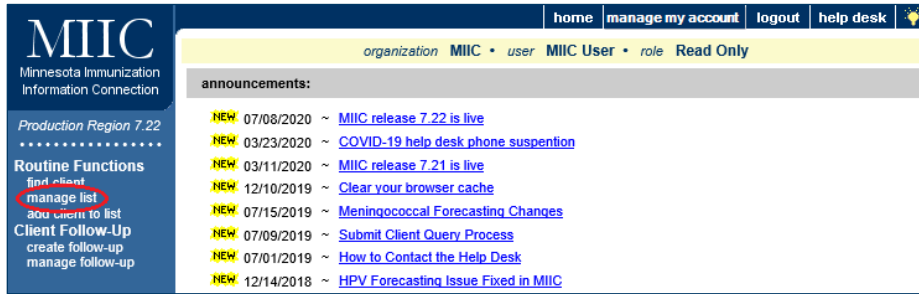 home manage my account logout help desk
MIIC
Minnesota Immunization
Information Connection
organization MIIC • user MIIC User • role Read Only
announcements:
Production Region 7.22
Routine Functions
find client
manage list
add client to list
Client Follow-Up
create follow-up
manage follow-up
NEW 07/08/2020 ~ MIIC release 7.22 is live
NEW 03/23/2020 ~ COVID-19 help desk phone suspention
NEW 03/11/2020 ~ MIIC release 7.21 is live
NEW 12/10/2019 ~ Clear your browser cache
NEW 07/15/2019 ~ Meningococcal Forecasting Changes
NEW 07/09/2019 ~ Submit Client Query Process
NEW 07/01/2019 ~ How to Contact the Help Desk
NEW 12/14/2018 ~ HPV Forecasting Issue Fixed in MIIC